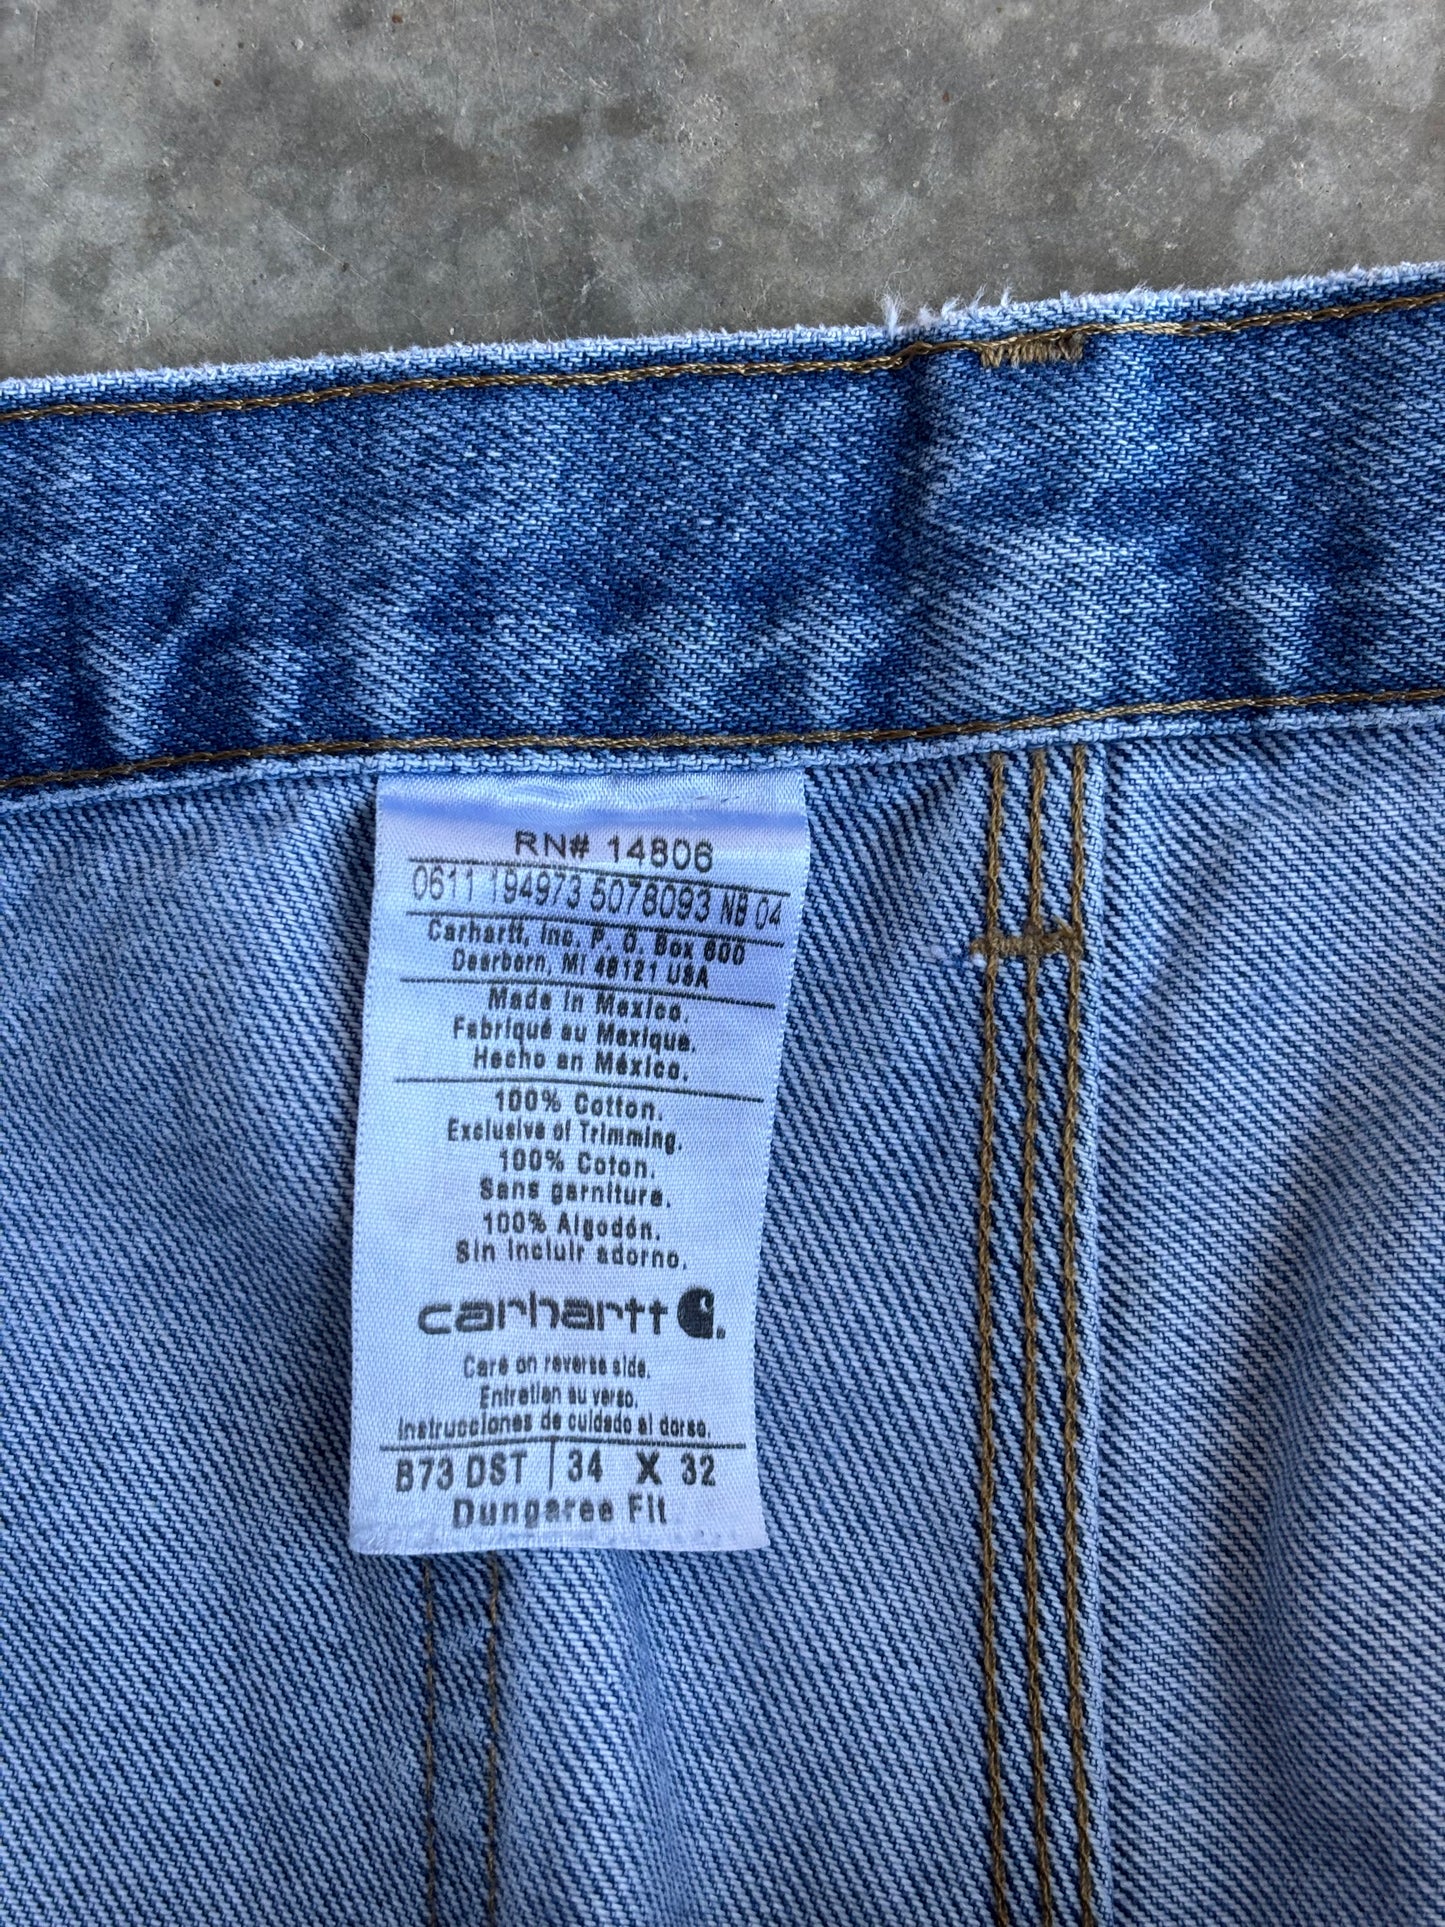 RN# 14806
0611 194973 5078093 NB 04
Carhartt, Inc. P. O. Box 600
Dearborn, MI 48121 USA
Made in Mexico.
Fabriqué au Mexique.
Hecho en México.
100% Cotton.
Exclusive of Trimming.
100% Coton.
Sans garniture.
100% Algodón.
Sin incluir adorno.
carhartt
Care on reverse side.
Entretien au verso.
Instrucciones de cuidado al dorso.
B73 DST | 34 X 32
Dungaree Fit